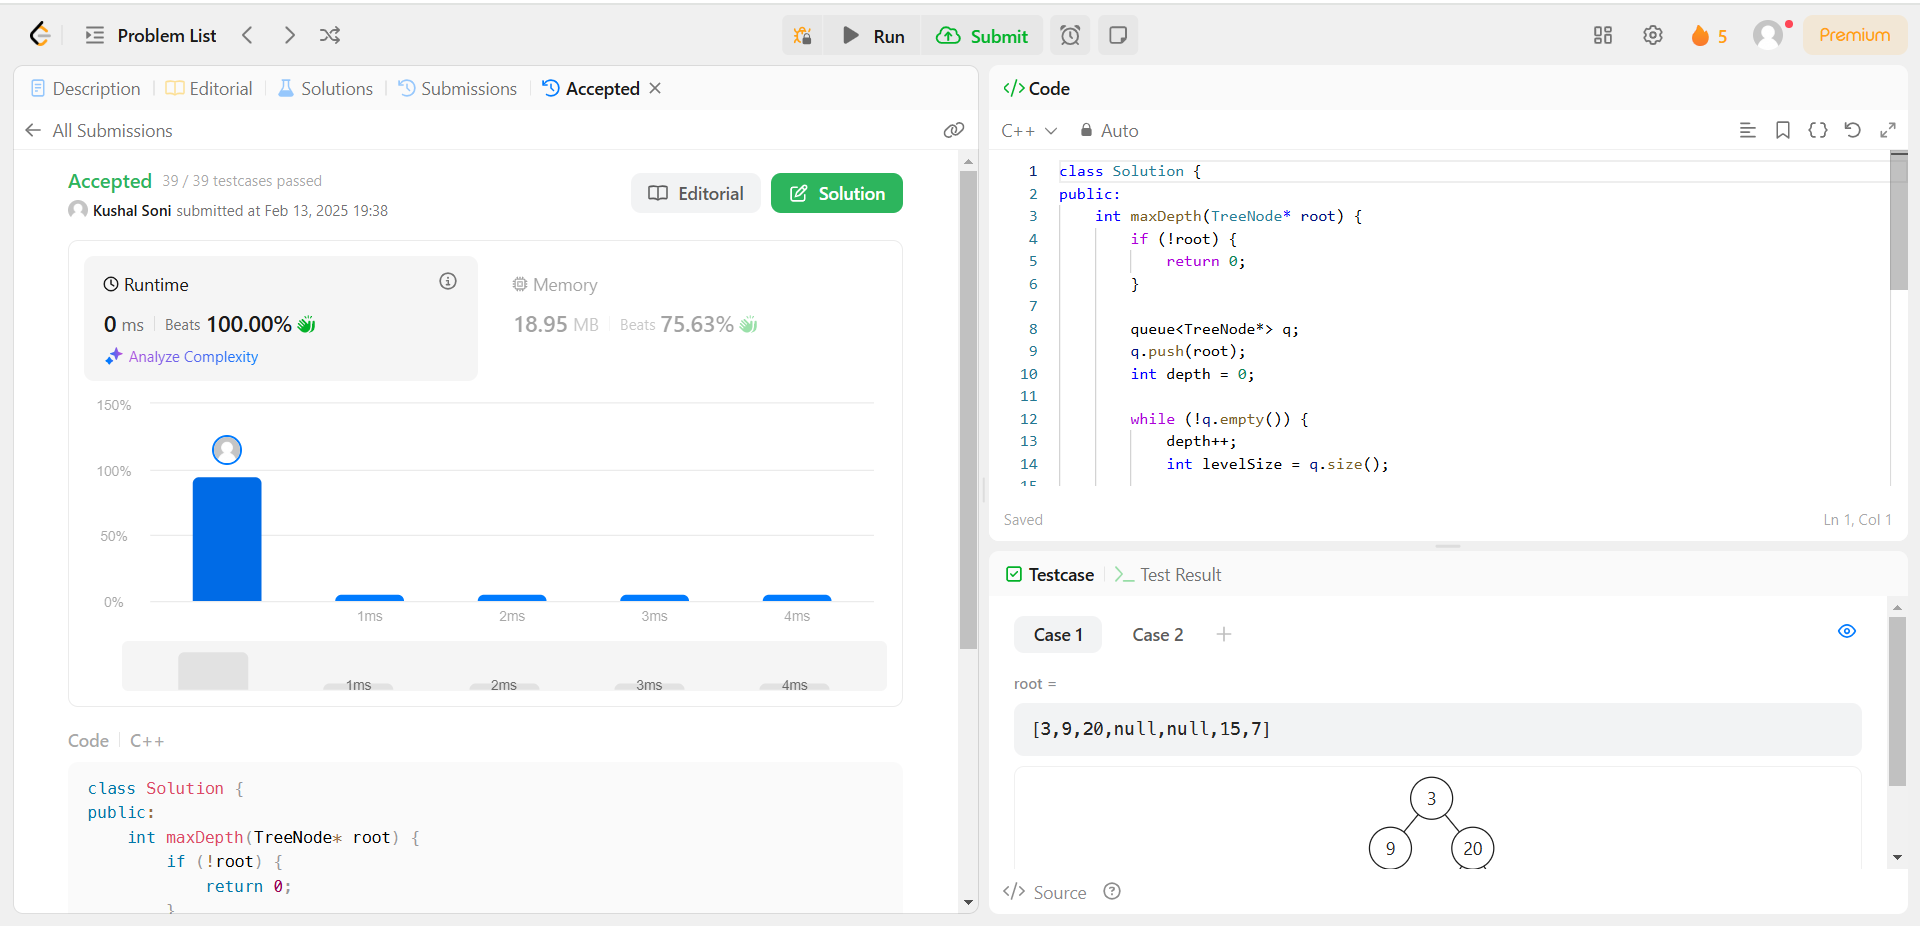 Problem List
Run
Submit
5
Premium
Description
Editorial
Solutions
Submissions
Accepted
All Submissions
Accepted 39 / 39 testcases passed
Kushal Soni submitted at Feb 13, 2025 19:38
Editorial
Solution
Runtime
0 ms Beats 100.00%
Analyze Complexity
Memory
18.95 MB Beats 75.63%
150%
100%
50%
0%
1ms 2ms 3ms 4ms
1ms 2ms 3ms 4ms
Code C++
class Solution {
public:
    int maxDepth(TreeNode* root) {
        if (!root) {
            return 0;
        }
</> Code
C++ Auto
1 class Solution {
2 public:
3     int maxDepth(TreeNode* root) {
4         if (!root) {
5             return 0;
6         }
7
8         queue<TreeNode*> q;
9         q.push(root);
10         int depth = 0;
11
12         while (!q.empty()) {
13             depth++;
14             int levelSize = q.size();
15
Saved
Ln 1, Col 1
Testcase
Test Result
Case 1
Case 2
root =
[3,9,20,null,null,15,7]
3
9 20
</> Source